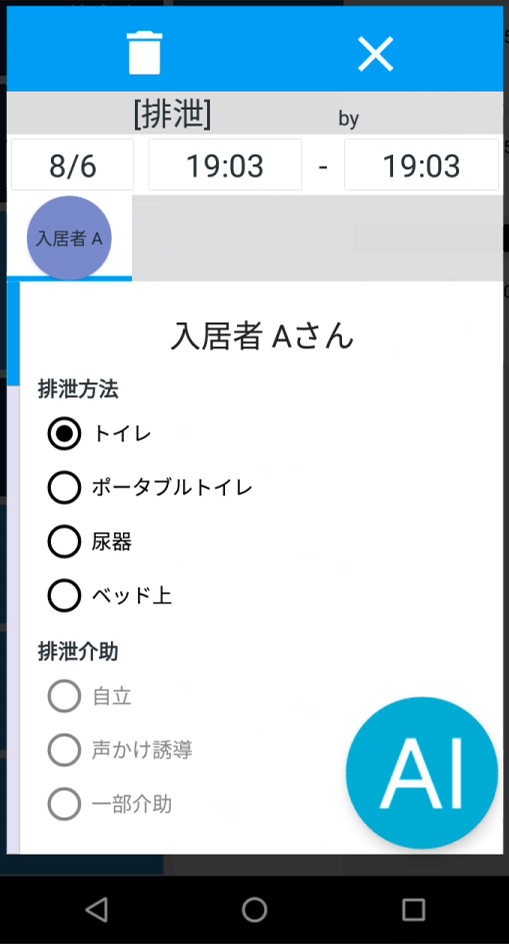 [排泄] by
8/6 19:03 - 19:03
入居者 A
入居者 Aさん
排泄方法
トイレ
ポータブルトイレ
尿器
ベッド上
排泄介助
自立
声かけ誘導
一部介助
AI